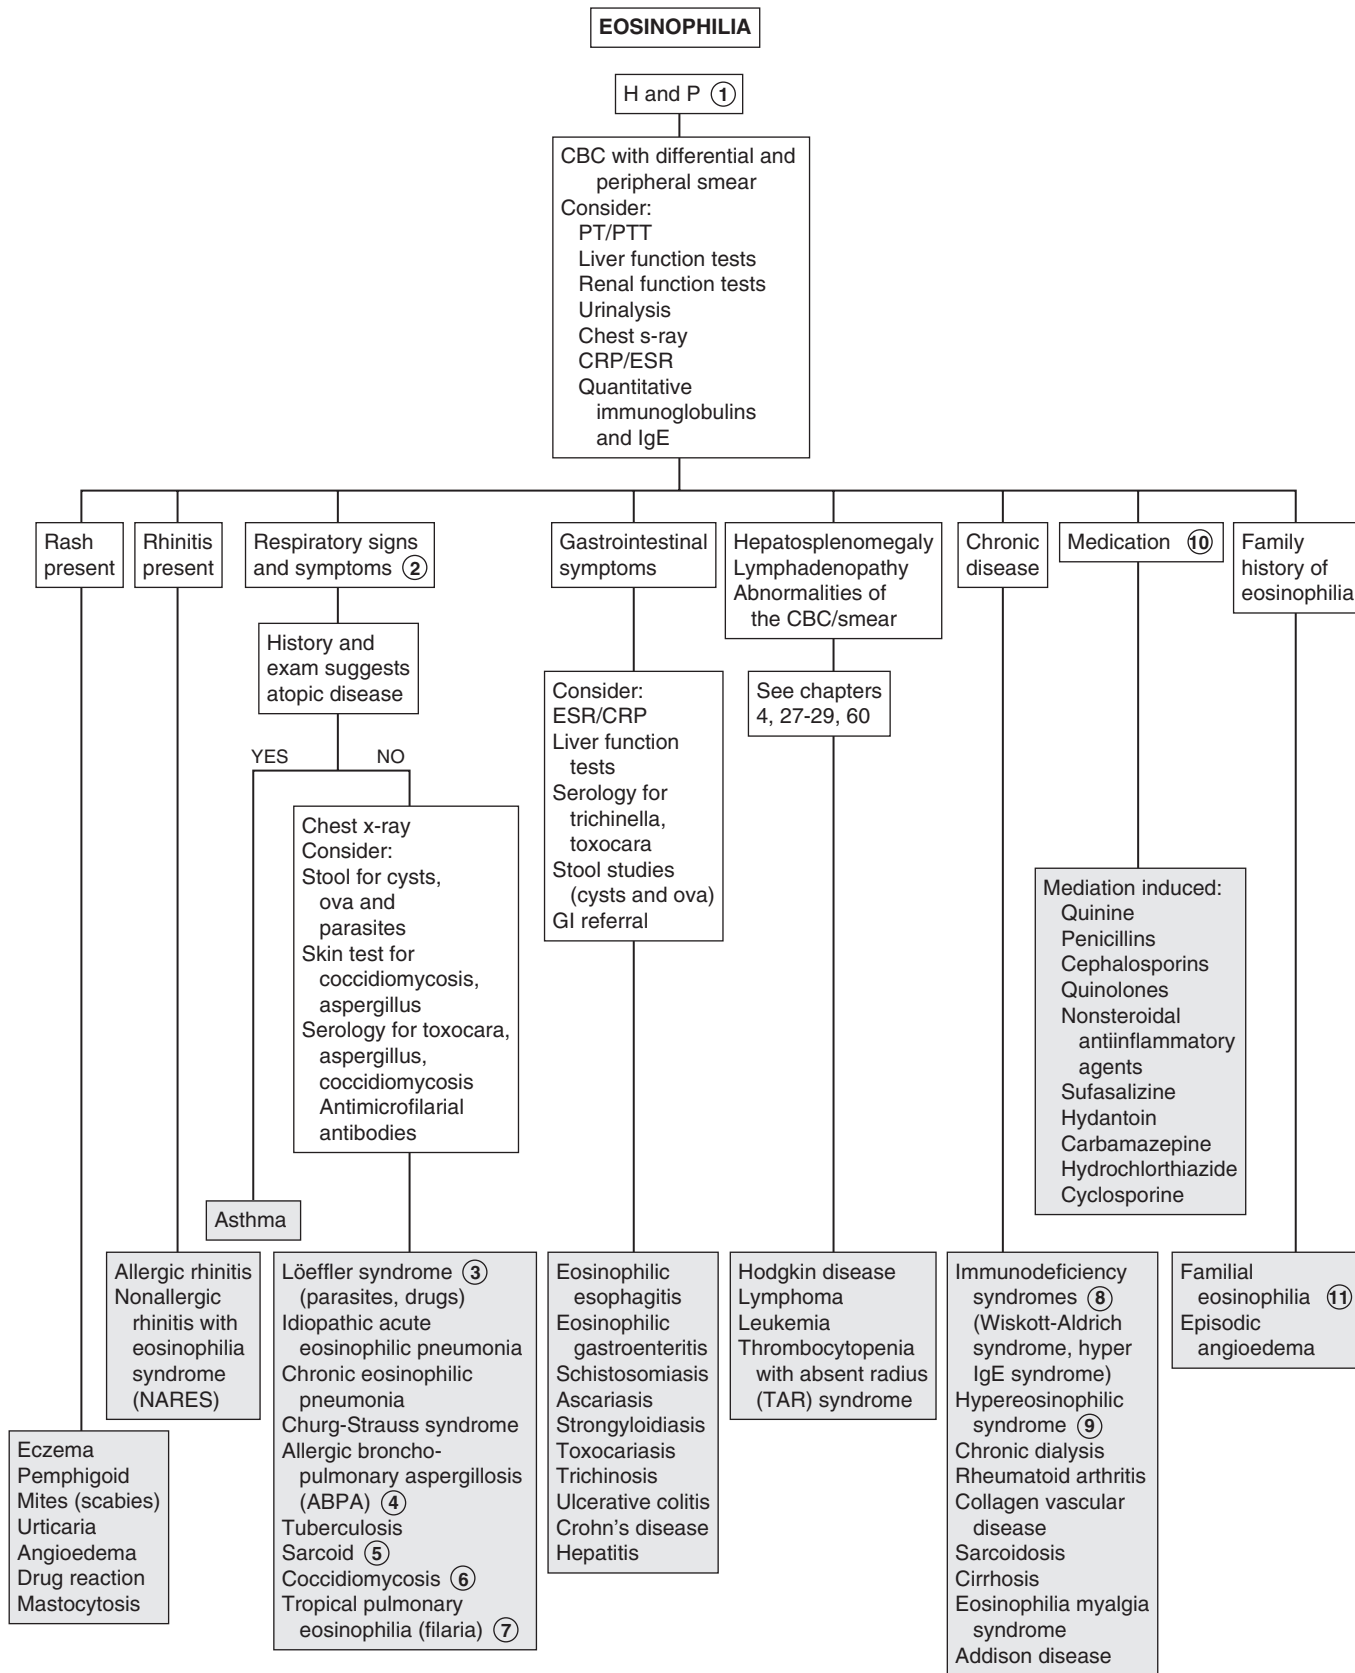 EOSINOPHILIA
H and P 1
CBC with differential and
peripheral smear
Consider:
PT/PTT
Liver function tests
Renal function tests
Urinalysis
Chest s-ray
CRP/ESR
Quantitative
immunoglobulins
and IgE
Rash
present
Rhinitis
present
Respiratory signs
and symptoms 2
Gastrointestinal
symptoms
Hepatosplenomegaly
Lymphadenopathy
Abnormalities of
the CBC/smear
Chronic
disease
Medication 10
Family
history of
eosinophilia
History and
exam suggests
atopic disease
YES
NO
Chest x-ray
Consider:
Stool for cysts,
ova and
parasites
Skin test for
coccidiomycosis,
aspergillus
Serology for toxocara,
aspergillus,
coccidiomycosis
Antimicrofilarial
antibodies
Consider:
ESR/CRP
Liver function
tests
Serology for
trichinella,
toxocara
Stool studies
(cysts and ova)
GI referral
See chapters
4, 27-29, 60
Mediation induced:
Quinine
Penicillins
Cephalosporins
Quinolones
Nonsteroidal
antiinflammatory
agents
Sufasalizine
Hydantoin
Carbamazepine
Hydrochlorthiazide
Cyclosporine
Asthma
Eczema
Pemphigoid
Mites (scabies)
Urticaria
Angioedema
Drug reaction
Mastocytosis
Allergic rhinitis
Nonallergic
rhinitis with
eosinophilia
syndrome
(NARES)
Löeffler syndrome 3
(parasites, drugs)
Idiopathic acute
eosinophilic pneumonia
Chronic eosinophilic
pneumonia
Churg-Strauss syndrome
Allergic broncho-
pulmonary aspergillosis
(ABPA) 4
Tuberculosis
Sarcoid 5
Coccidiomycosis 6
Tropical pulmonary
eosinophilia (filaria) 7
Eosinophilic
esophagitis
Eosinophilic
gastroenteritis
Schistosomiasis
Ascariasis
Strongyloidiasis
Toxocariasis
Trichinosis
Ulcerative colitis
Crohn's disease
Hepatitis
Hodgkin disease
Lymphoma
Leukemia
Thrombocytopenia
with absent radius
(TAR) syndrome
Immunodeficiency
syndromes 8
(Wiskott-Aldrich
syndrome, hyper
IgE syndrome)
Hypereosinophilic
syndrome 9
Chronic dialysis
Rheumatoid arthritis
Collagen vascular
disease
Sarcoidosis
Cirrhosis
Eosinophilia myalgia
syndrome
Addison disease
Familial
eosinophilia 11
Episodic
angioedema